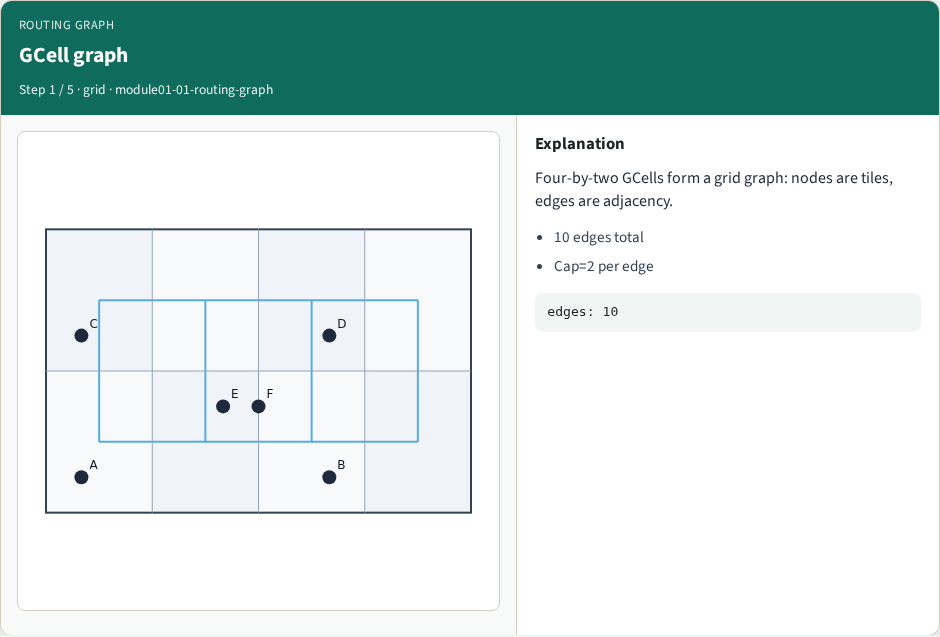 ROUTING GRAPH
GCell graph
Step 1 / 5 · grid · module01-01-routing-graph
C
D
E
F
A
B
Explanation
Four-by-two GCells form a grid graph: nodes are tiles,
edges are adjacency.
10 edges total
Cap=2 per edge
edges: 10